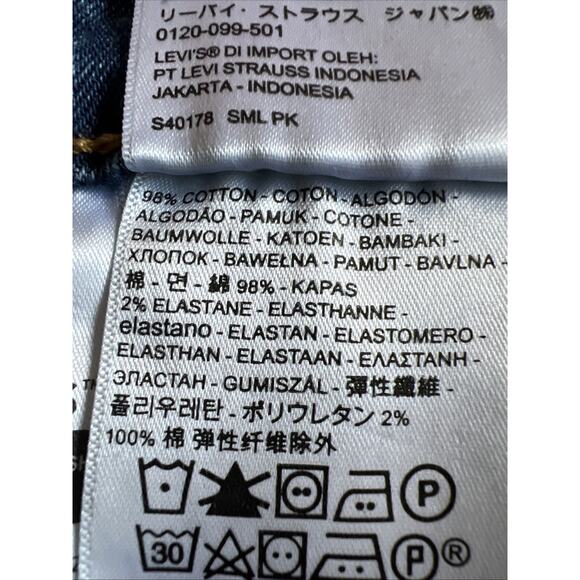 リーバイ・ストラウス ジャパン㈱
0120-099-501
LEVI'S® DI IMPORT OLEH:
PT LEVI STRAUSS INDONESIA
JAKARTA - INDONESIA
S40178 SML PK
98% COTTON - COTON - ALGODÓN -
ALGODÃO - PAMUK - COTONE -
BAUMWOLLE - KATOEN - BAMBAKI -
ХЛОПОК - BAWEŁNA - PAMUT - BAVLNA -
棉 - 면 - 綿 98% - KAPAS
2% ELASTANE - ELASTHANNE -
elastano - ELASTAN - ELASTOMERO -
ELASTHAN - ELASTAAN - ΕΛΑΣΤΑΝΗ -
ЭЛАСТАН - GUMISZÁL - 彈性纖維 -
폴리우레탄 - ポリウレタン 2%
100% 棉 弹性纤维除外
P
30 P ®